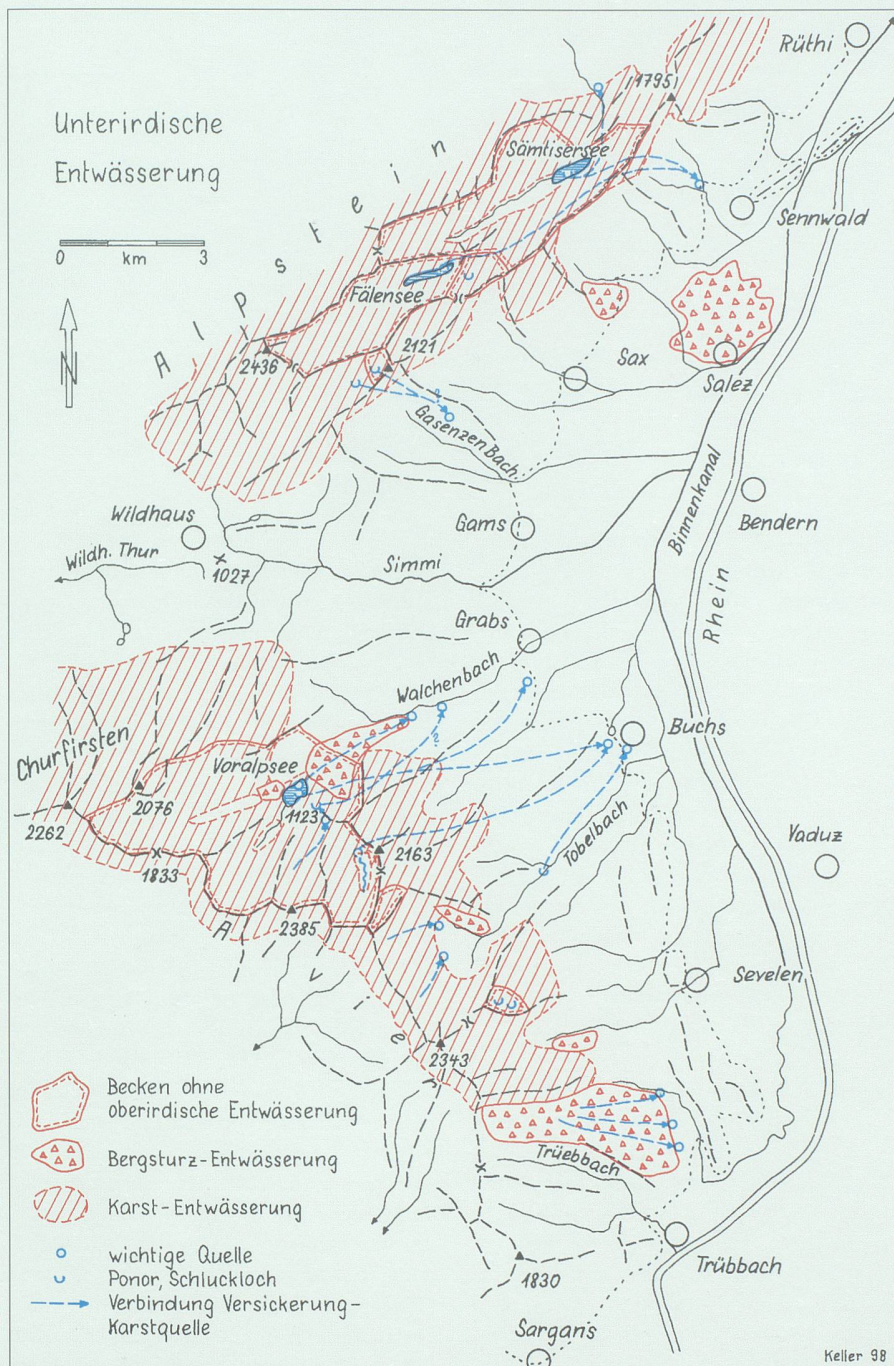 Unterirdische
Entwässerung
0 km 3
N
Alpstein
Rüthi
1795
Sämtisersee
Sennwald
Fälensee
2436
2121
Sax
Salez
Gasenzenbach
?
Wildhaus
Gams
Binnenkanal
Bendern
Wildh. Thur
1027
Simmi
Rhein
Grabs
Walchenbach
?
Buchs
Churfirsten
Voralpsee
2076
1123
2262
2163
Tobelbach
Vaduz
1833
2385
Alvier
Sevelen
2343
Trüebbach
Becken ohne
oberirdische Entwässerung
Bergsturz-Entwässerung
Karst-Entwässerung
wichtige Quelle
Ponor, Schluckloch
Verbindung Versickerung-
Karstquelle
1830
Trübbach
Sargans
Keller 98